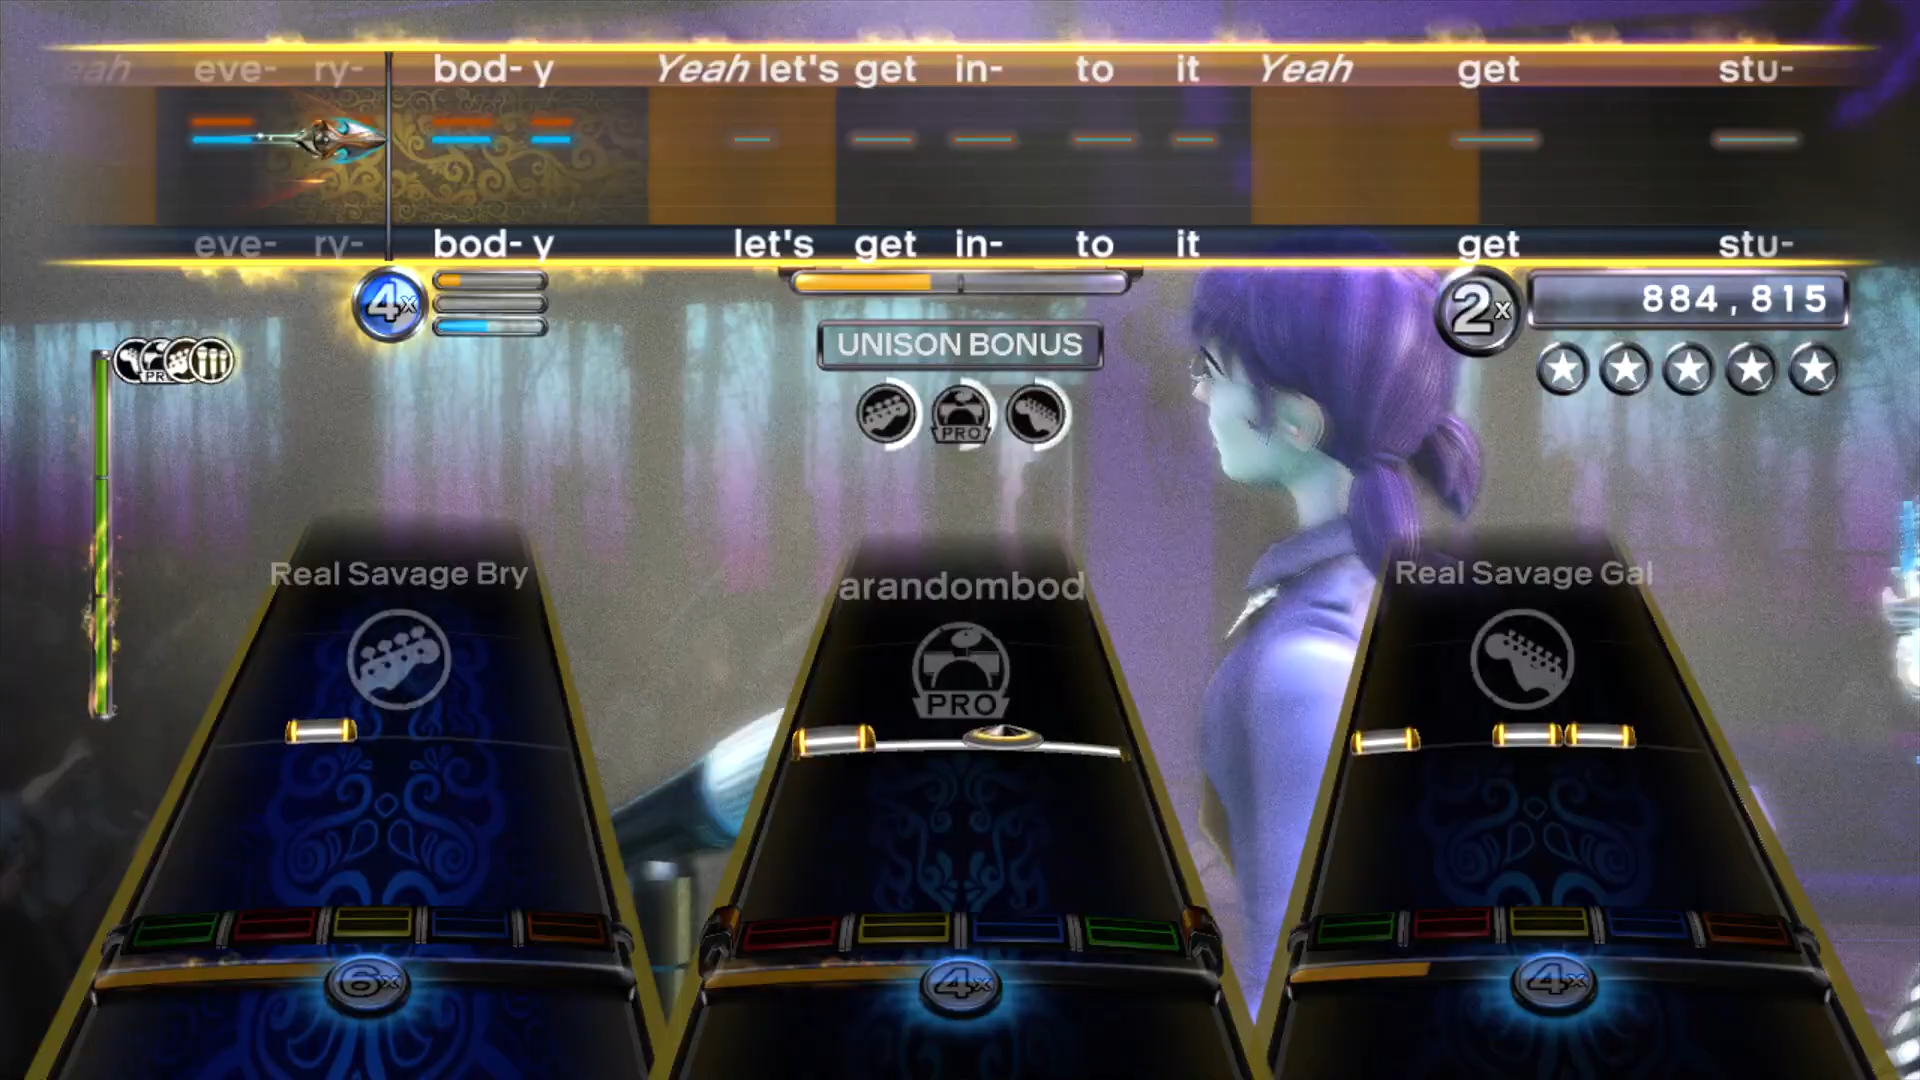 eah eve- ry- bod- y Yeah let's get in- to it Yeah get stu-
eve- ry- bod- y let's get in- to it get stu-
4x
2x
884,815
PR
UNISON BONUS
PRO
Real Savage Bry
arandombod
Real Savage Gal
PRO
6x
4x
4x